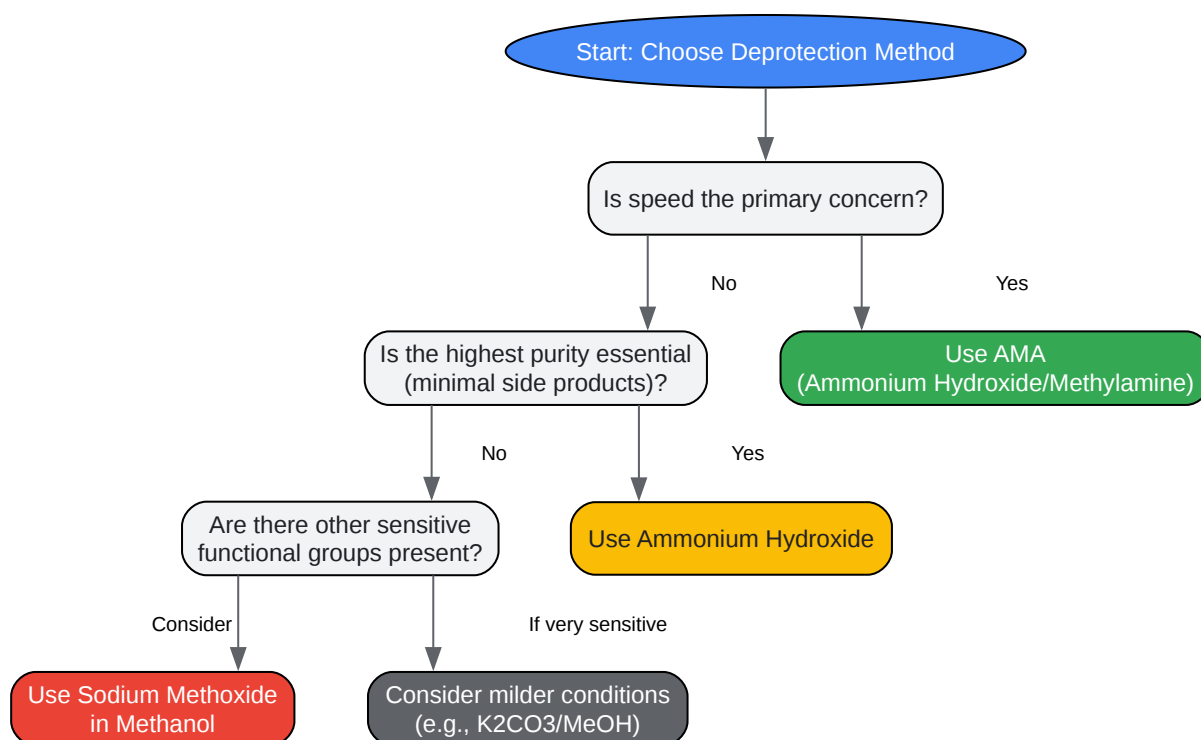 Start: Choose Deprotection Method
Is speed the primary concern?
No
Yes
Is the highest purity essential
(minimal side products)?
Use AMA
(Ammonium Hydroxide/Methylamine)
No
Yes
Are there other sensitive
functional groups present?
Use Ammonium Hydroxide
Consider
If very sensitive
Use Sodium Methoxide
in Methanol
Consider milder conditions
(e.g., K2CO3/MeOH)